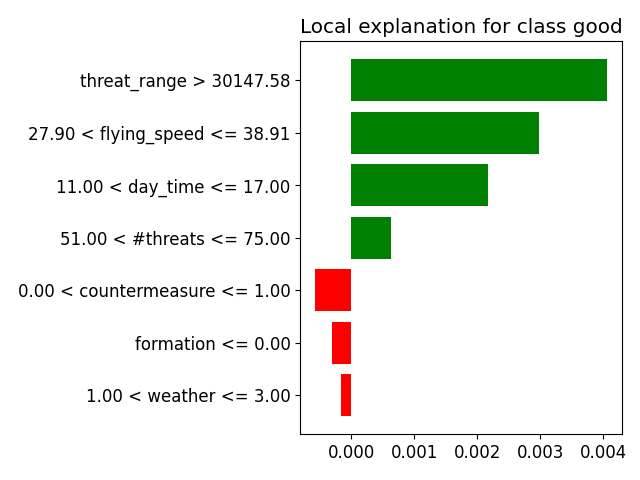 Local explanation for class good
threat_range > 30147.58
27.90 < flying_speed <= 38.91
11.00 < day_time <= 17.00
51.00 < #threats <= 75.00
0.00 < countermeasure <= 1.00
formation <= 0.00
1.00 < weather <= 3.00
0.000 0.001 0.002 0.003 0.004